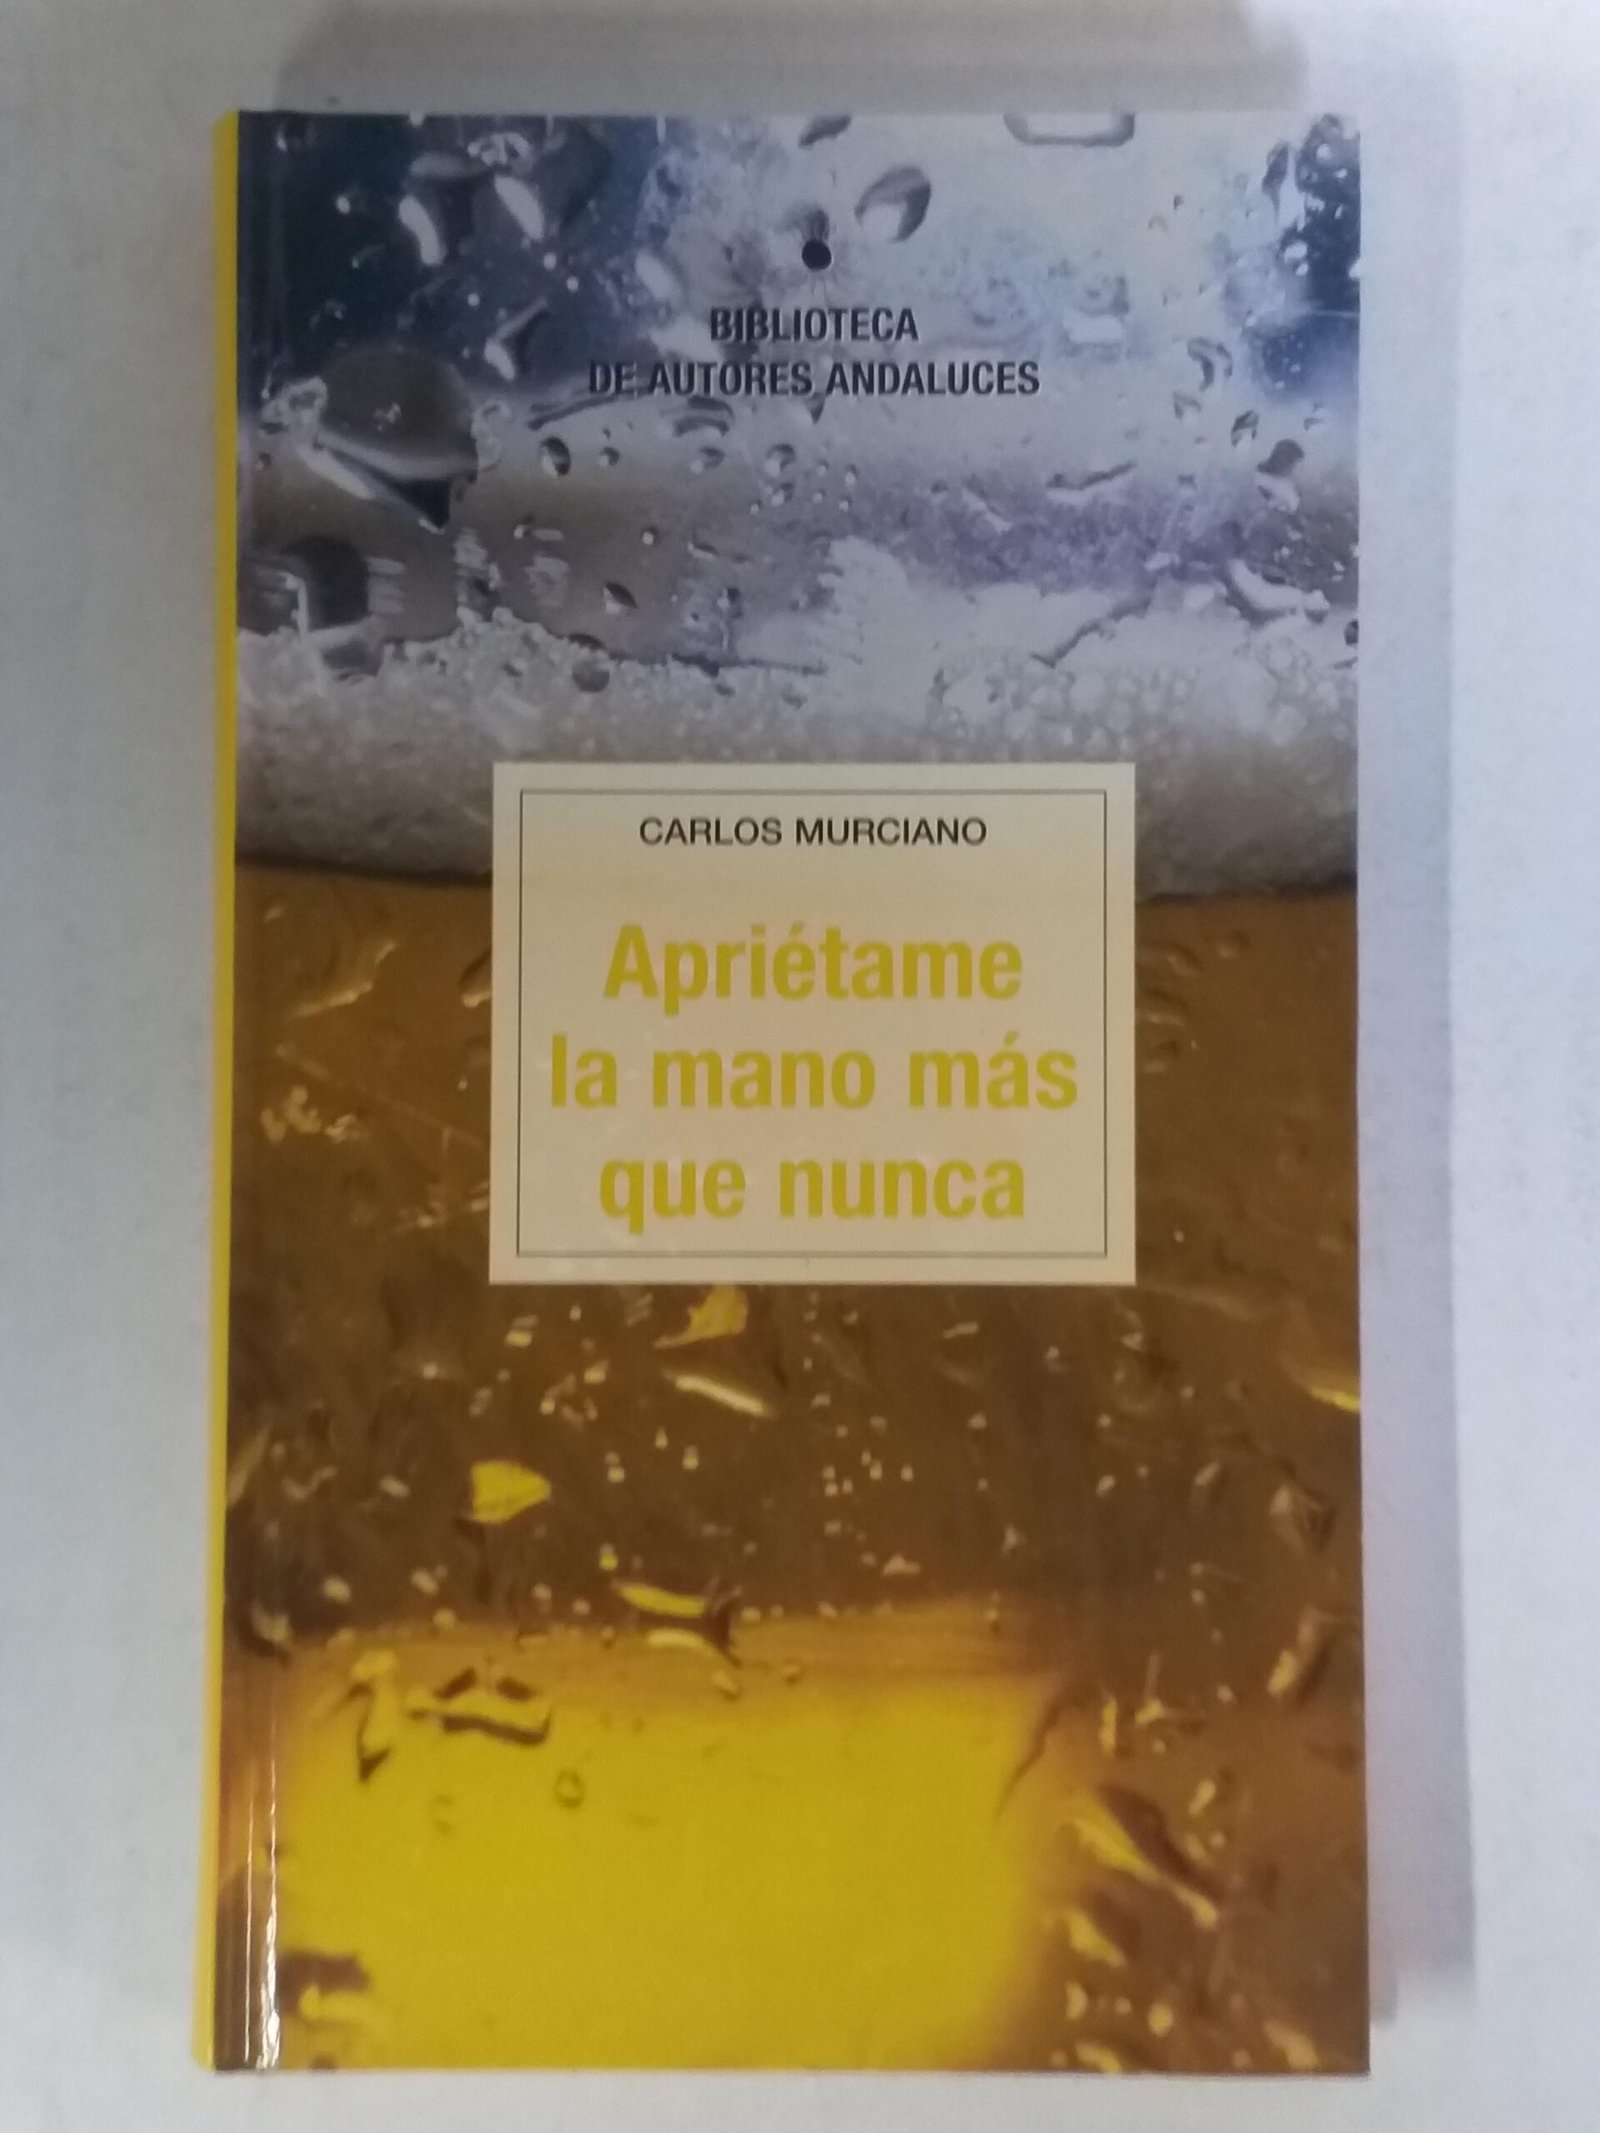 BIBLIOTECA
DE AUTORES ANDALUCES
CARLOS MURCIANO
Apriétame
la mano más
que nunca